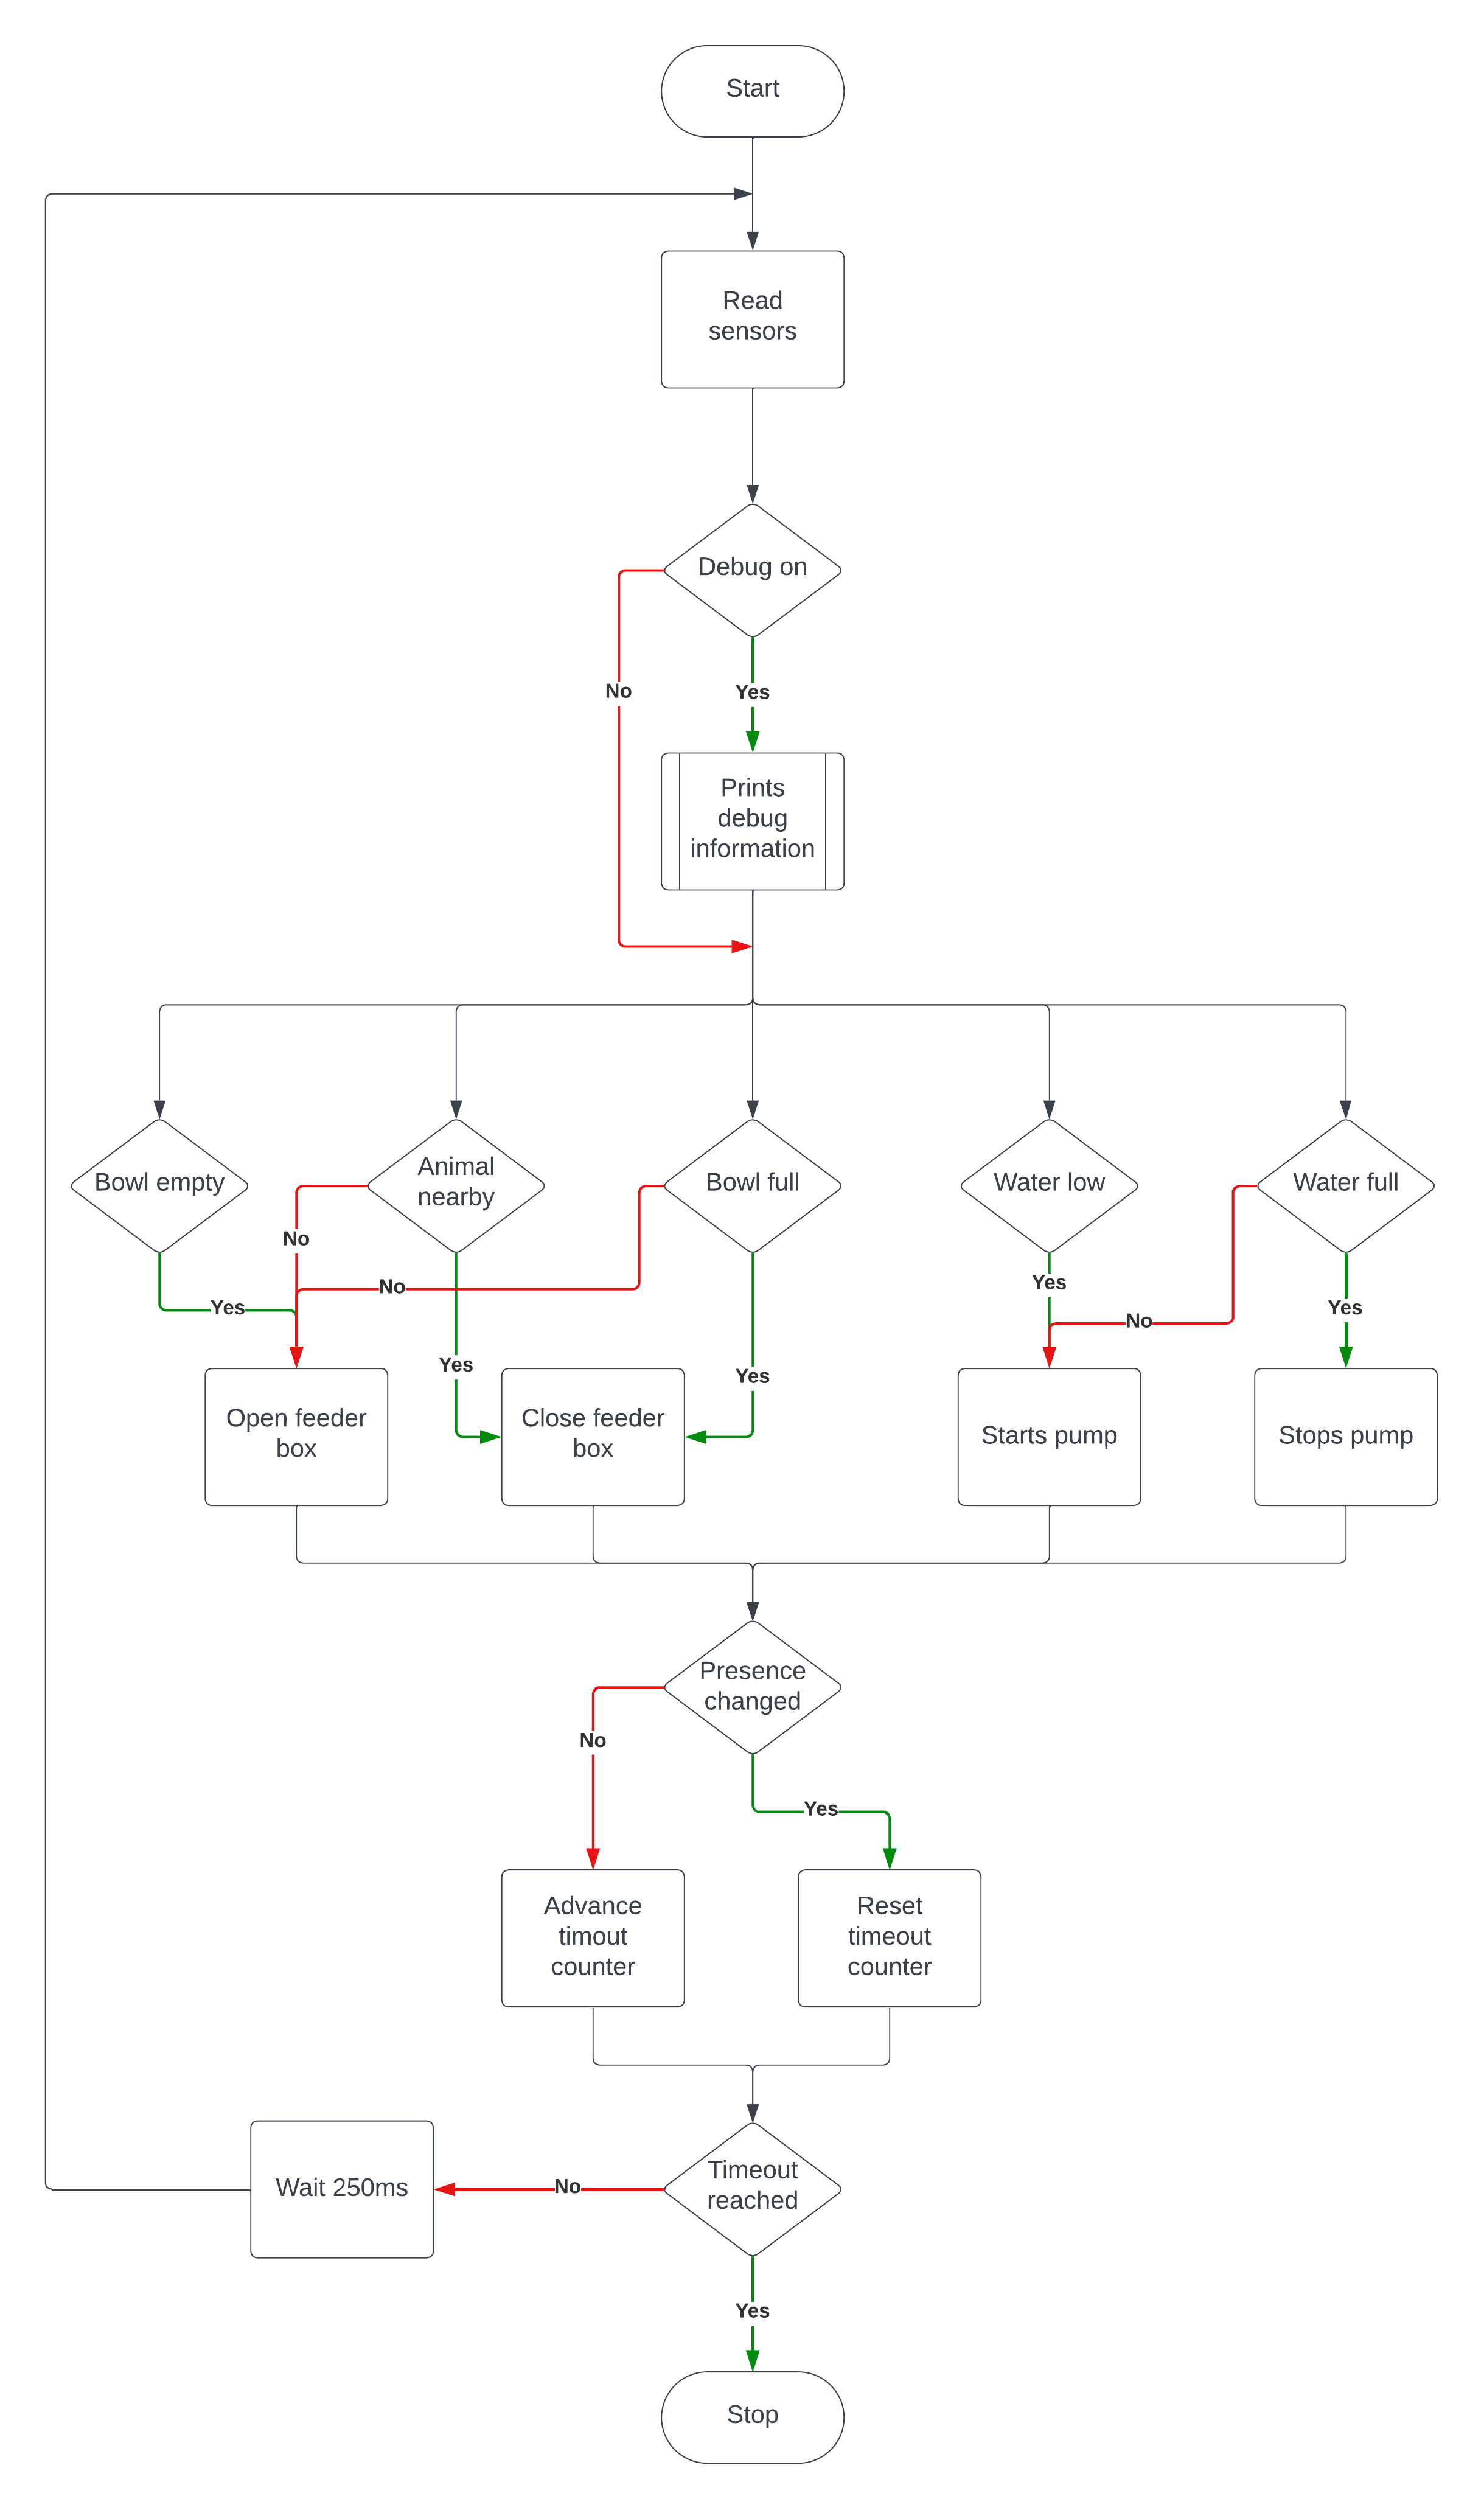 Start
Read
sensors
Debug on
No
Yes
Prints
debug
information
Bowl empty
Animal
nearby
Bowl full
Water low
Water full
No
No
Yes
Yes
Yes
Yes
No
Yes
Open feeder
box
Close feeder
box
Starts pump
Stops pump
Presence
changed
No
Yes
Advance
timout
counter
Reset
timeout
counter
Wait 250ms
No
Timeout
reached
Yes
Stop